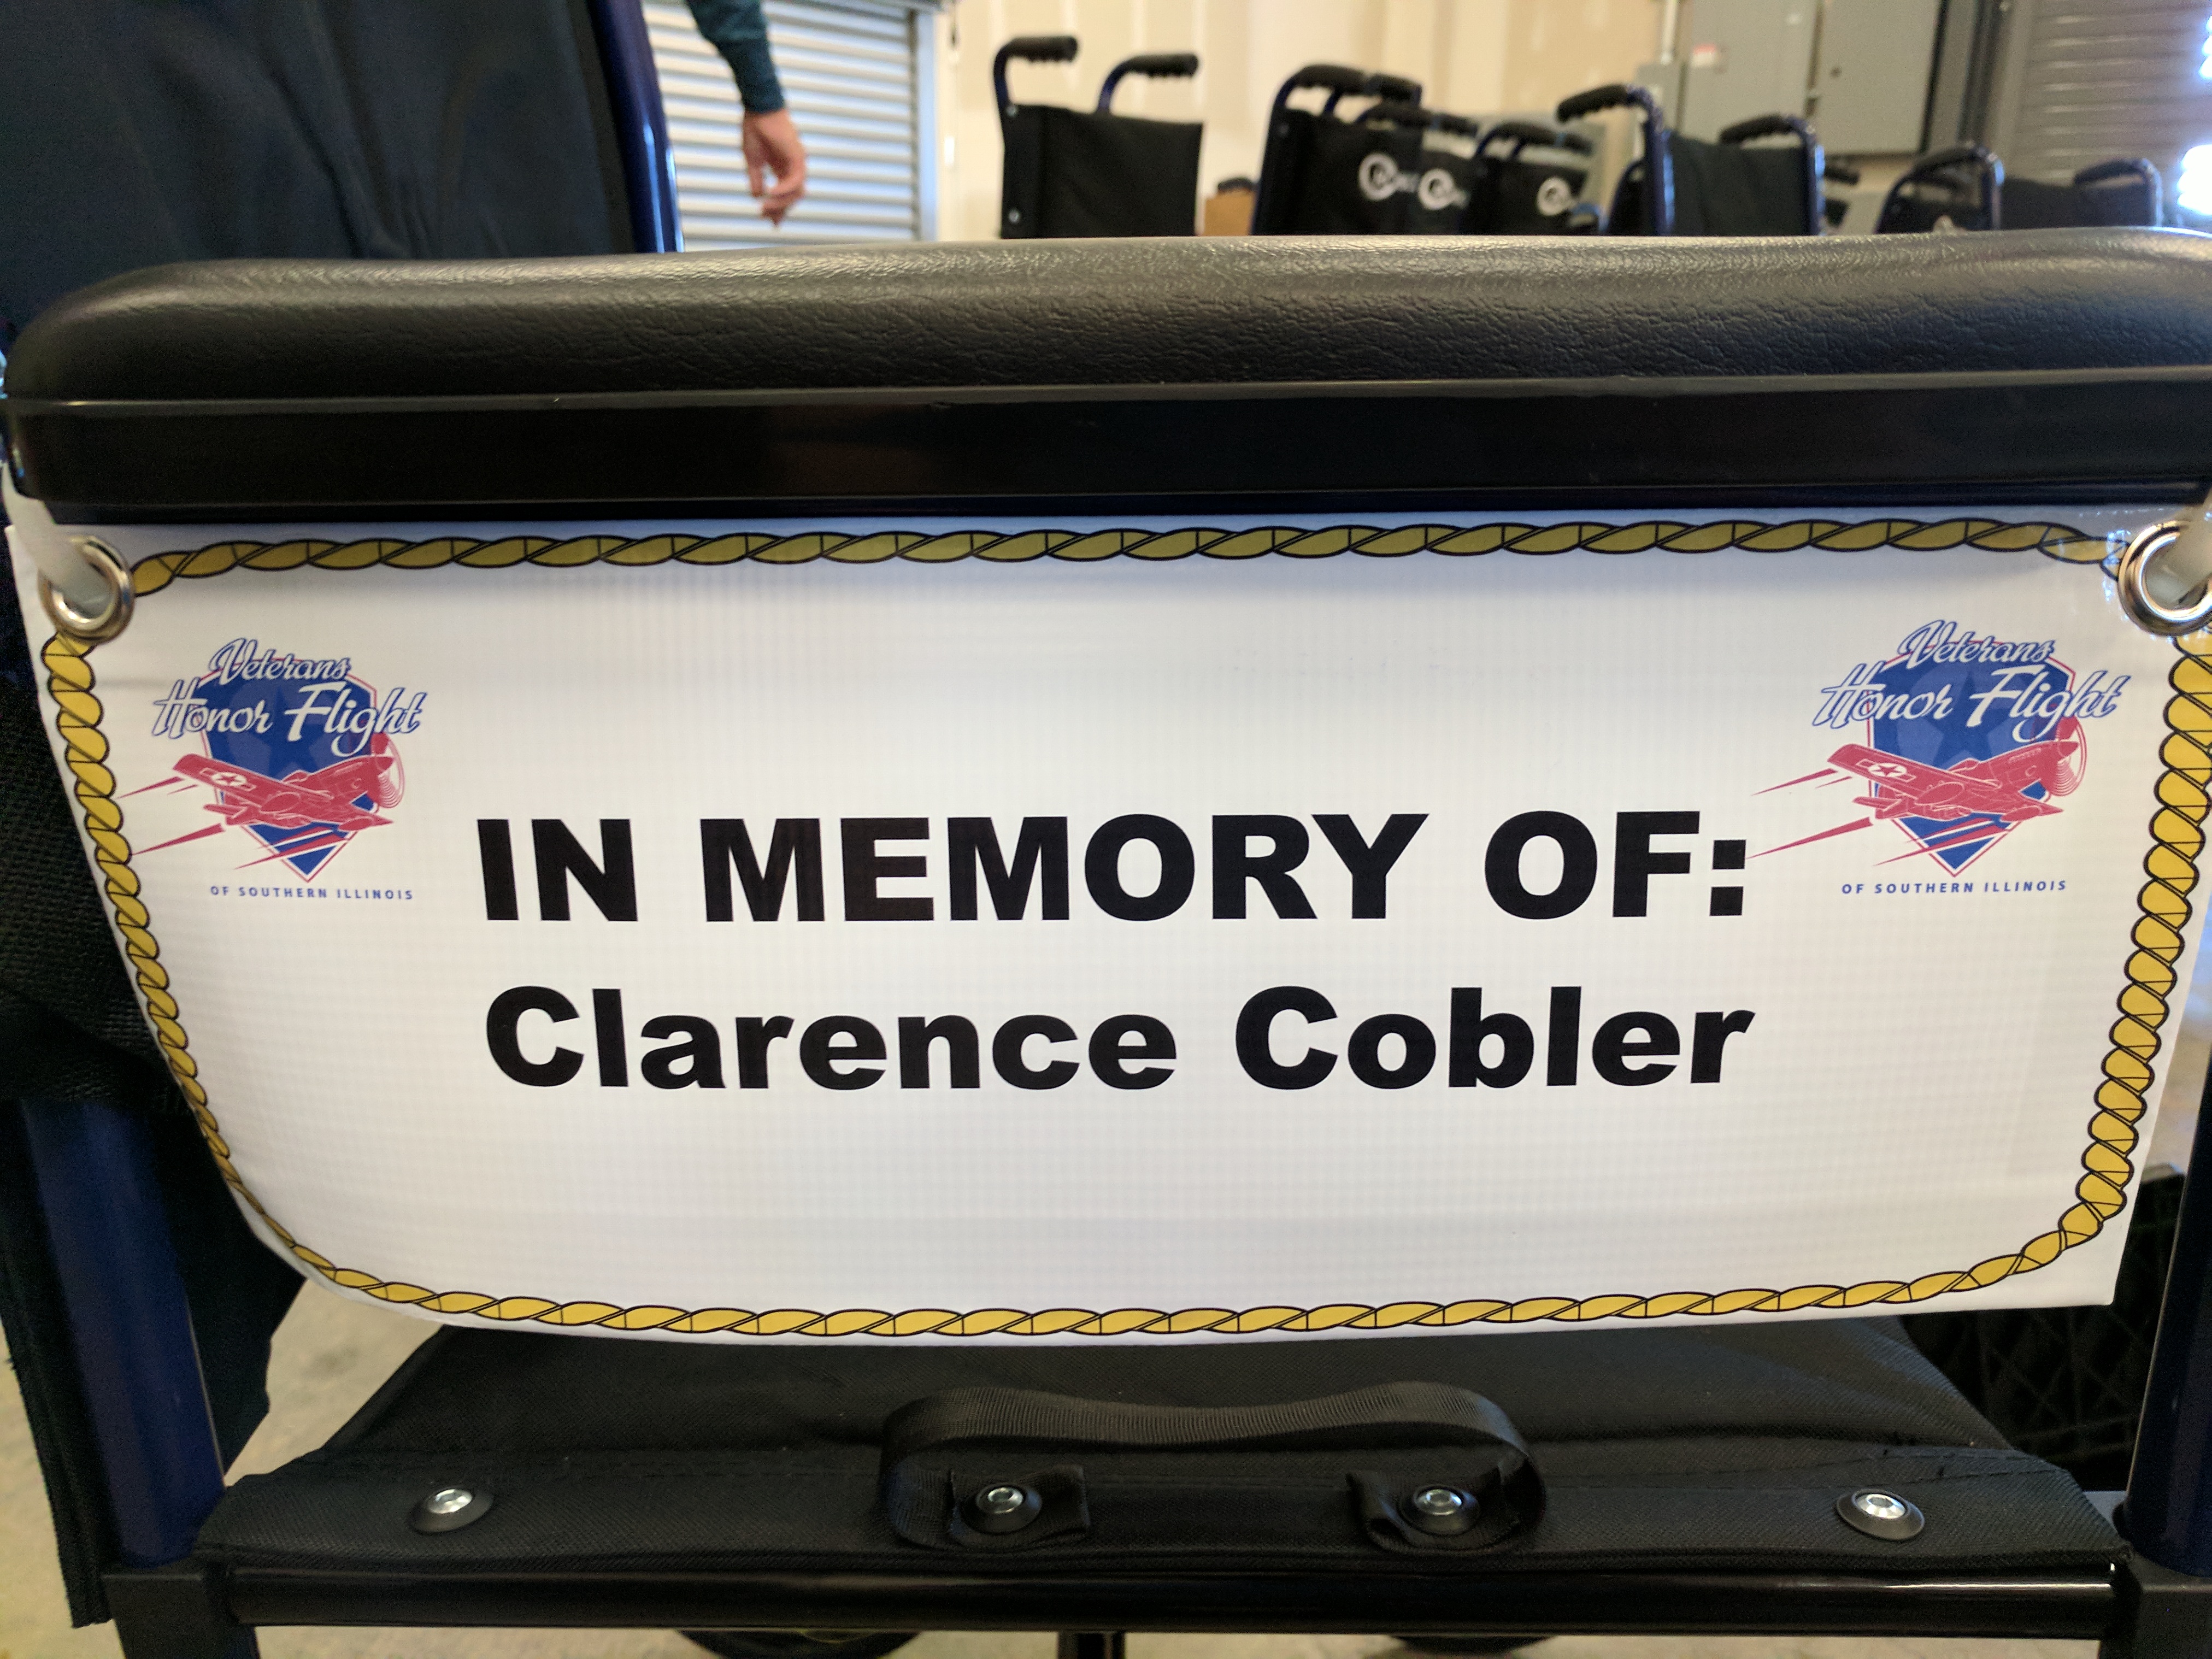 Veterans
Honor Flight
OF SOUTHERN ILLINOIS
Veterans
Honor Flight
OF SOUTHERN ILLINOIS
IN MEMORY OF:
Clarence Cobler